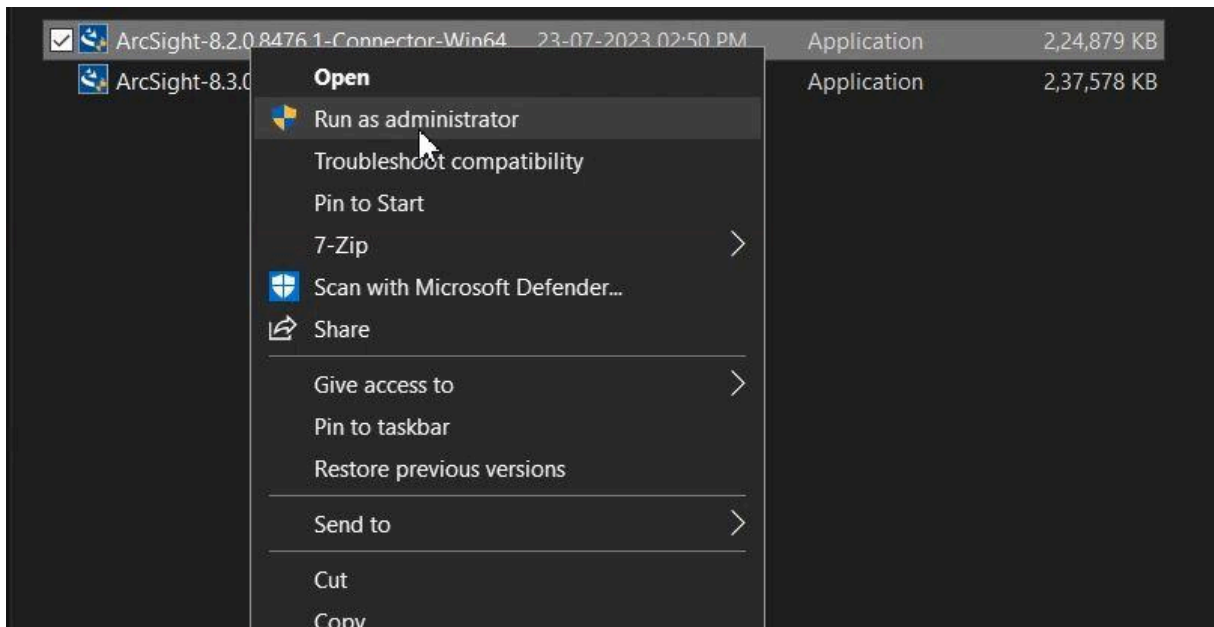 ArcSight-8.2.0.8476.1-Connector-Win64 23-07-2023 02:50 PM Application 2,24,879 KB
ArcSight-8.3.0 Application 2,37,578 KB
Open
Run as administrator
Troubleshoot compatibility
Pin to Start
7-Zip
Scan with Microsoft Defender...
Share
Give access to
Pin to taskbar
Restore previous versions
Send to
Cut
Copy